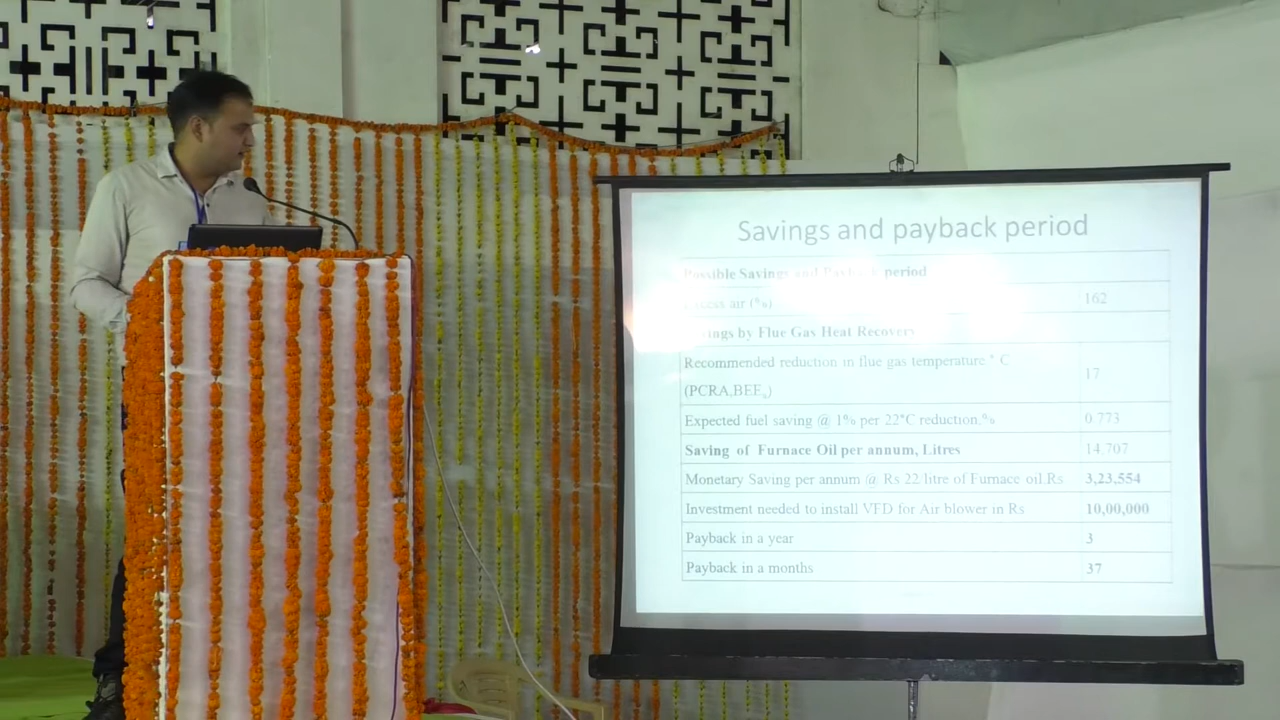 Savings and payback period
Possible Savings and Payback period
Excess air (%) 162
Savings by Flue Gas Heat Recovery
Recommended reduction in flue gas temperature ° C 17
(PCRA,BEE,)
Expected fuel saving @ 1% per 22°C reduction,% 0.773
Saving of Furnace Oil per annum, Litres 14.707
Monetary Saving per annum @ Rs 22/litre of Furnace oil.Rs 3,23,554
Investment needed to install VFD for Air blower in Rs 10,00,000
Payback in a year 3
Payback in a months 37